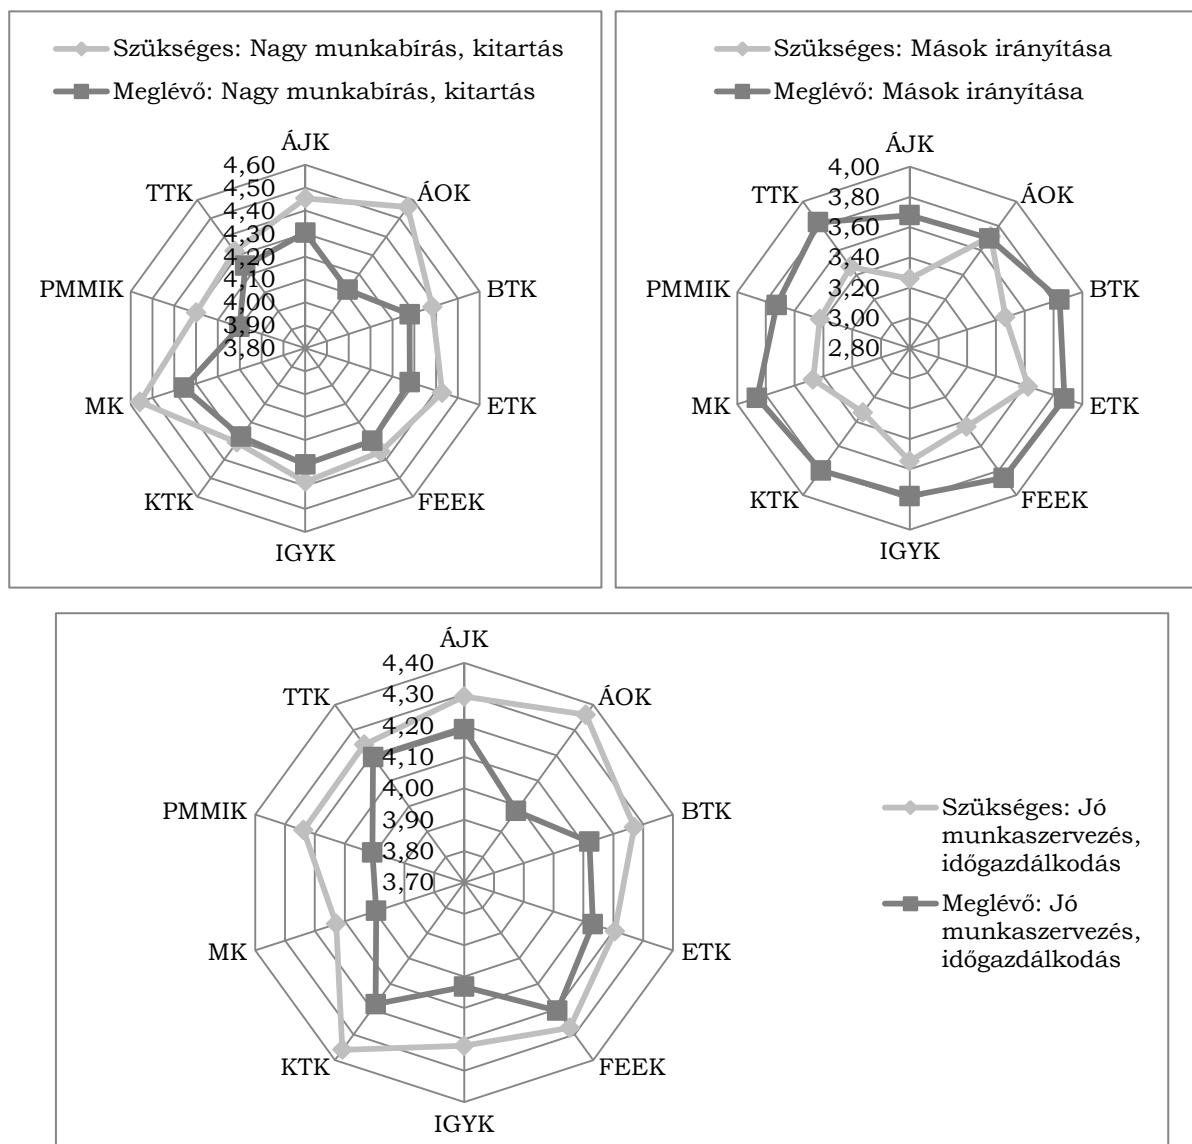 Szükséges: Nagy munkabírás, kitartás
Meglévő: Nagy munkabírás, kitartás
ÁJK
4,60
4,50
4,40
4,30
4,20
4,10
4,00
3,90
3,80
ÁOK
BTK
ETK
FEEK
IGYK
KTK
MK
PMMIK
TTK
Szükséges: Mások irányítása
Meglévő: Mások irányítása
ÁJK
4,00
3,80
3,60
3,40
3,20
3,00
2,80
ÁOK
BTK
ETK
FEEK
IGYK
KTK
MK
PMMIK
TTK
ÁJK
4,40
4,30
4,20
4,10
4,00
3,90
3,80
3,70
ÁOK
BTK
ETK
FEEK
IGYK
KTK
MK
PMMIK
TTK
Szükséges: Jó
munkaszervezés,
időgazdálkodás
Meglévő: Jó
munkaszervezés,
időgazdálkodás